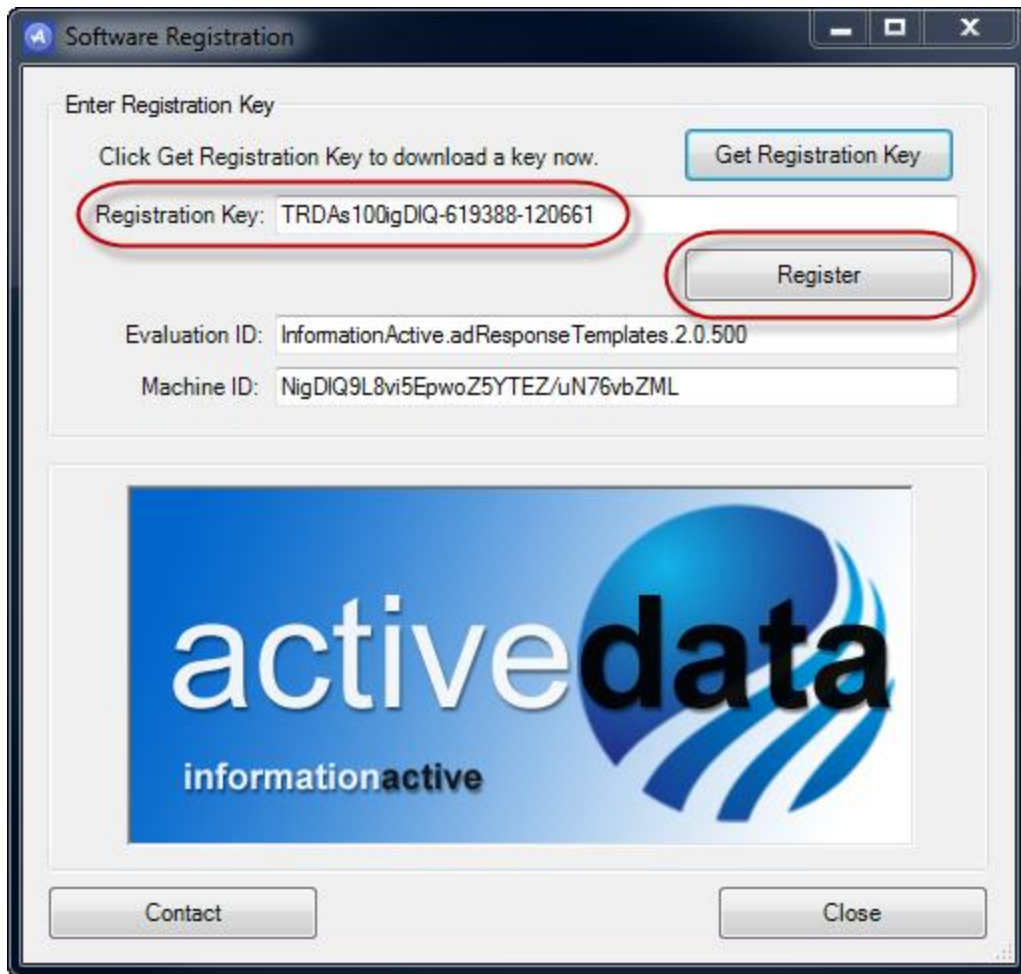 Software Registration
Enter Registration Key
Click Get Registration Key to download a key now.
Get Registration Key
Registration Key: TRDAs100igDIQ-619388-120661
Register
Evaluation ID: InformationActive.adResponseTemplates.2.0.500
Machine ID: NigDIQ9L8vi5EpwoZ5YTEZ/uN76vbZML
activedata
informationactive
Contact
Close